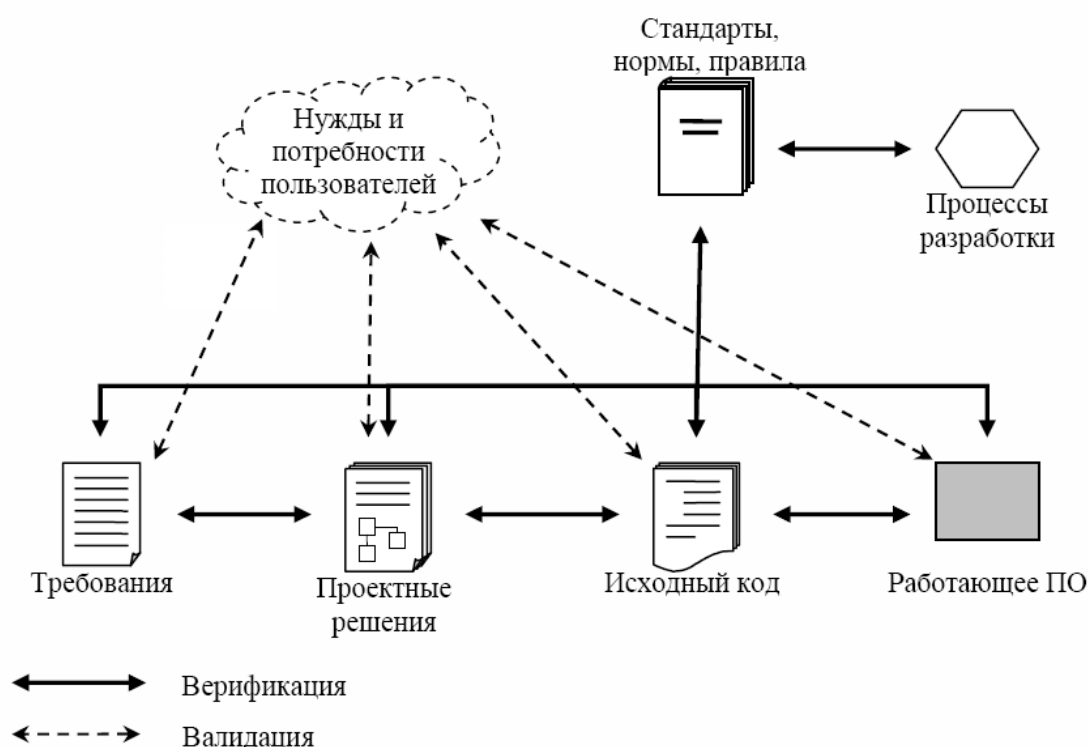 Стандарты,
нормы, правила
Нужды и
потребности
пользователей
Процессы
разработки
Требования
Проектные
решения
Исходный код
Работающее ПО
Верификация
Валидация